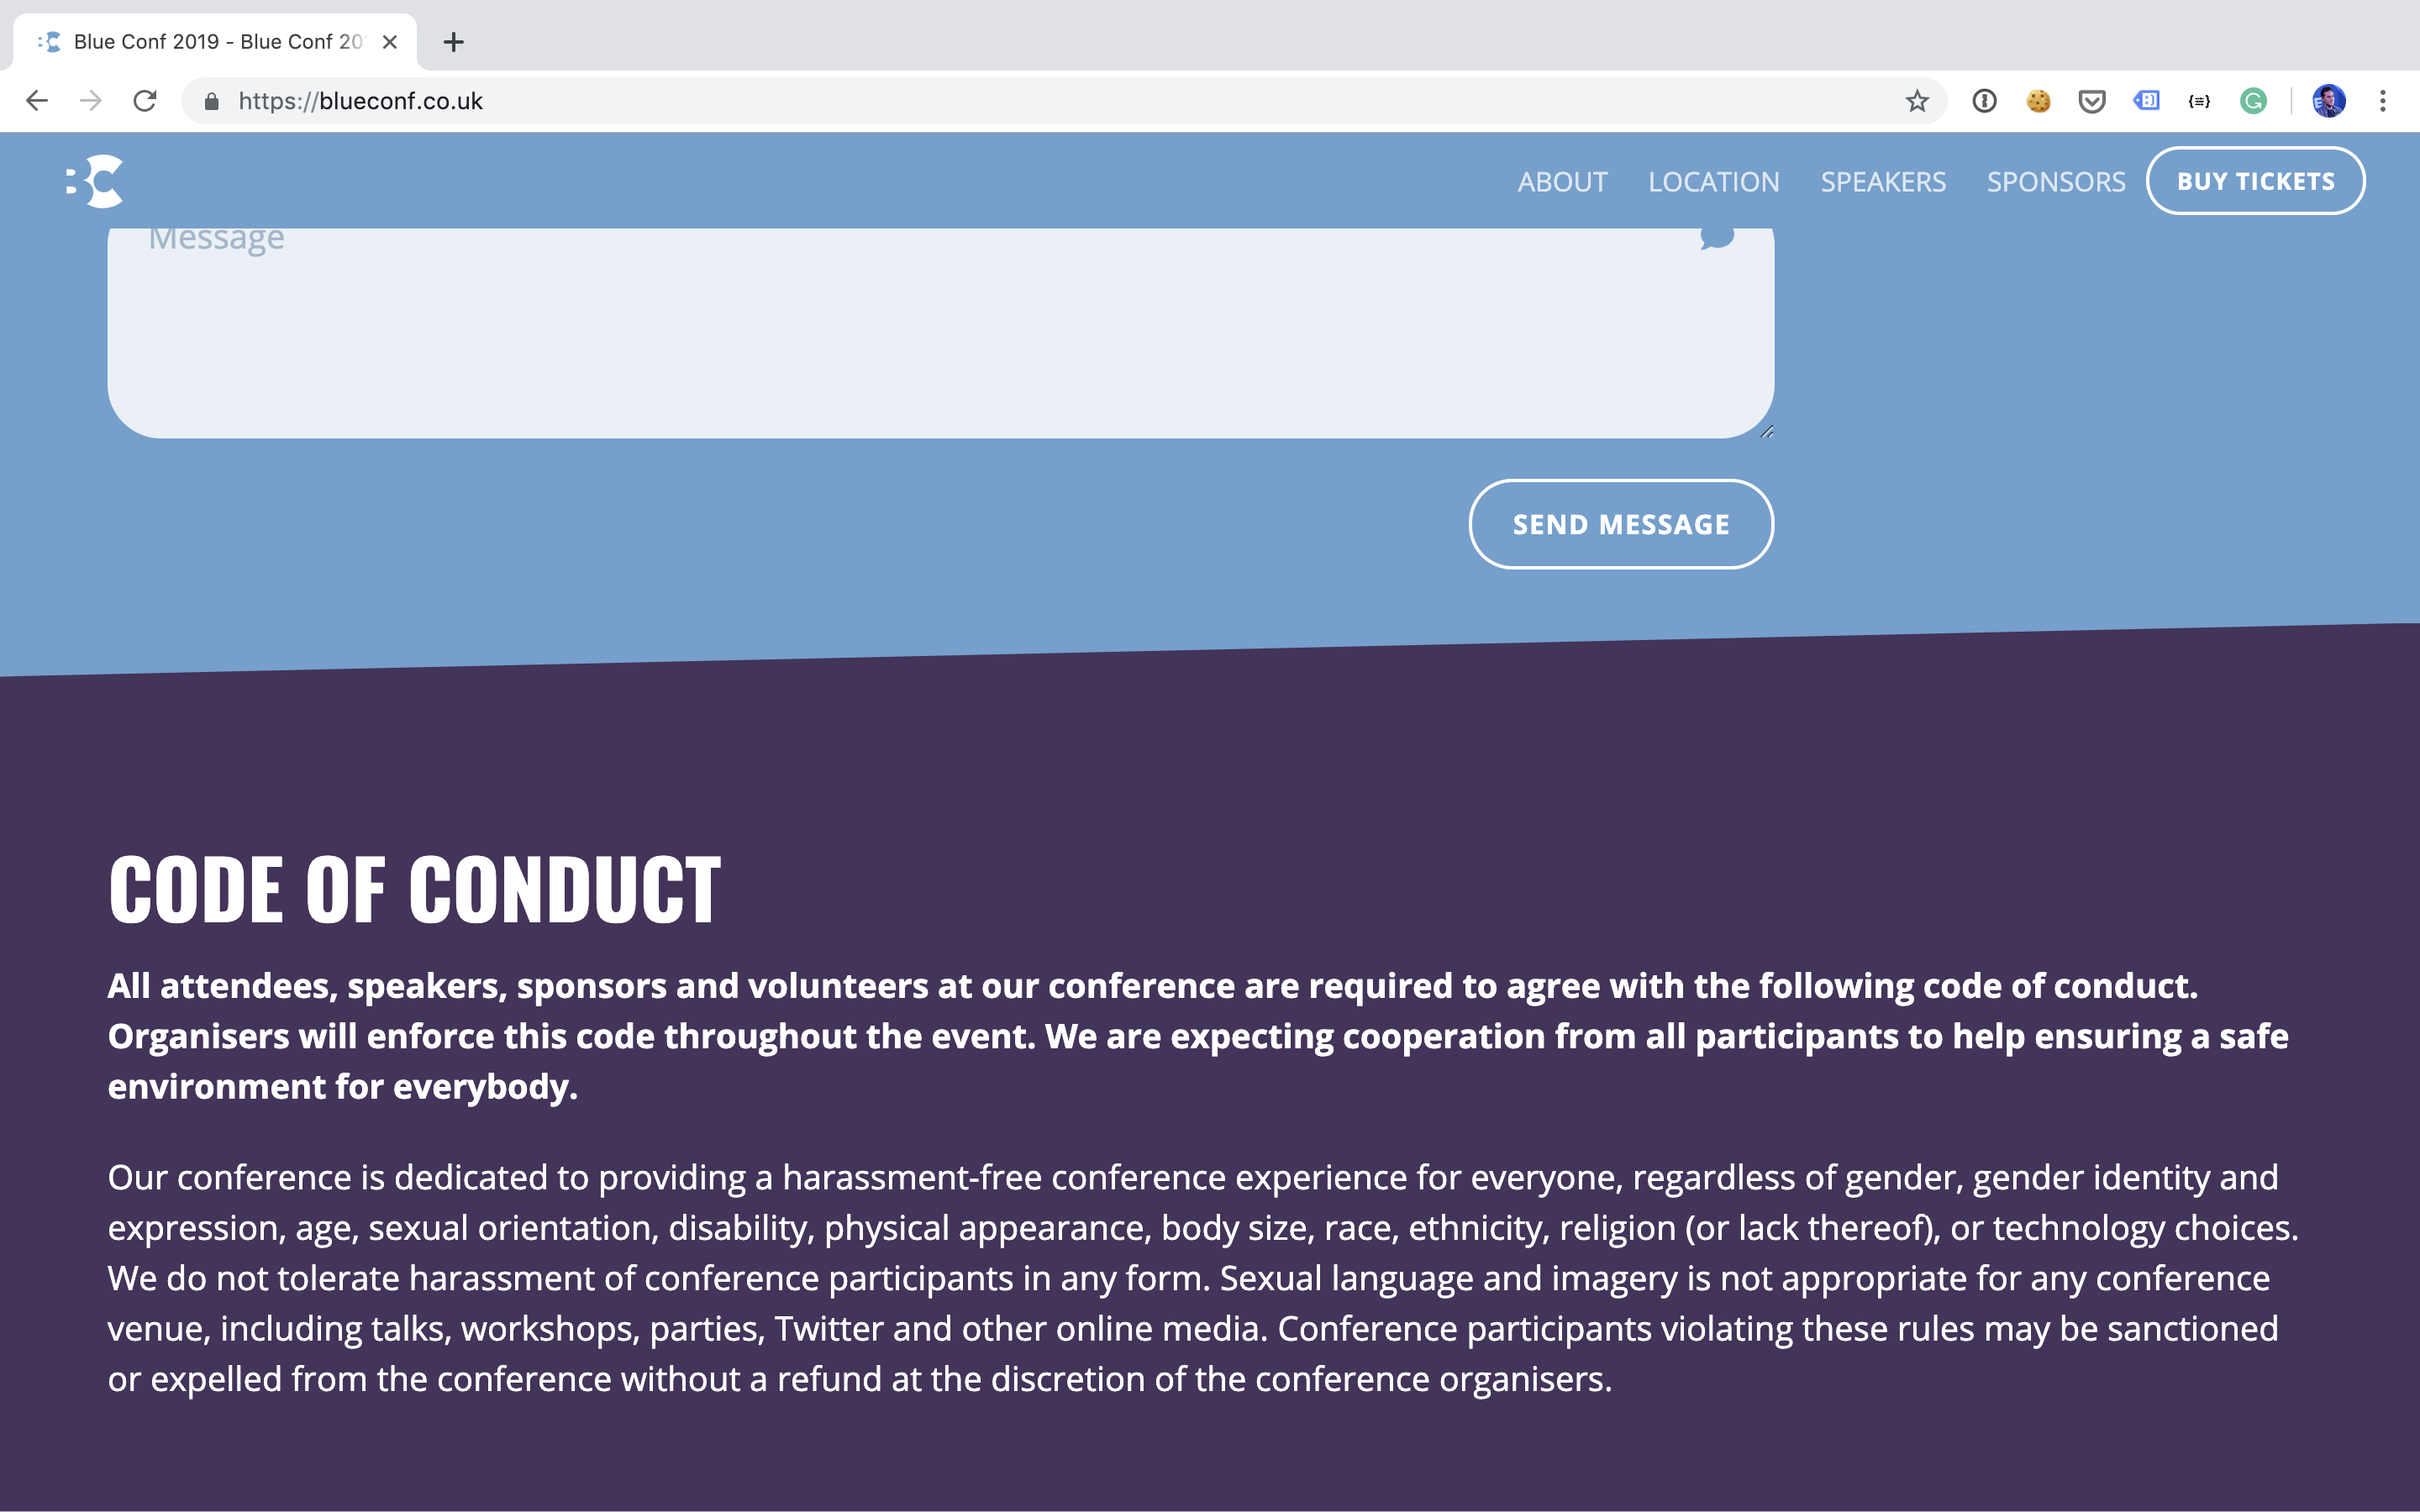 Blue Conf 2019 - Blue Conf 20
https://blueconf.co.uk
BC
ABOUT LOCATION SPEAKERS SPONSORS BUY TICKETS
Message
SEND MESSAGE
CODE OF CONDUCT
All attendees, speakers, sponsors and volunteers at our conference are required to agree with the following code of conduct.
Organisers will enforce this code throughout the event. We are expecting cooperation from all participants to help ensuring a safe
environment for everybody.
Our conference is dedicated to providing a harassment-free conference experience for everyone, regardless of gender, gender identity and
expression, age, sexual orientation, disability, physical appearance, body size, race, ethnicity, religion (or lack thereof), or technology choices.
We do not tolerate harassment of conference participants in any form. Sexual language and imagery is not appropriate for any conference
venue, including talks, workshops, parties, Twitter and other online media. Conference participants violating these rules may be sanctioned
or expelled from the conference without a refund at the discretion of the conference organisers.